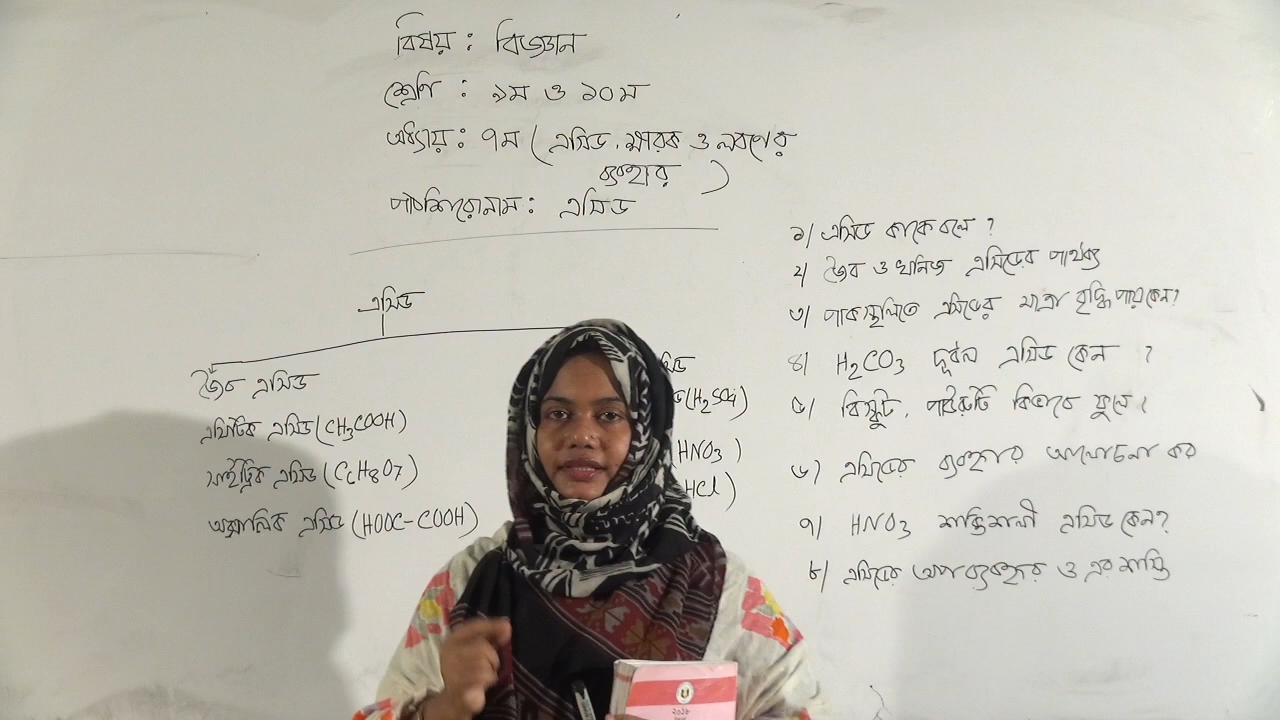 বিষয় : বিজ্ঞান
শ্রেণি : ৯ম ও ১০ম
অধ্যায় : ৭ম ( এসিড, ক্ষারক ও লবণের
ব্যবহার )
পাঠশিরোনাম : এসিড
এসিড
জৈব এসিড
এসিটিক এসিড (CH3COOH)
সাইট্রিক এসিড (C6H8O7)
অক্সালিক এসিড (HOOC-COOH)
(H2SO4)
HNO3 )
HCl )
১/ এসিড কাকে বলে ?
২/ জৈব ও খনিজ এসিডের পার্থক্য
৩/ পাকস্থলিতে এসিডের মাত্রা বৃদ্ধি পায় কেন?
৪/ H2CO3 দুর্বল এসিড কেন ?
৫/ বিস্কুট, পাউরুটি কিভাবে ফুলে।
৬/ এসিডের ব্যবহার আলোচনা কর
৭/ HNO3 শক্তিশালী এসিড কেন?
৮/ এসিডের অপব্যবহার ও এর শাস্তি
২০১৮